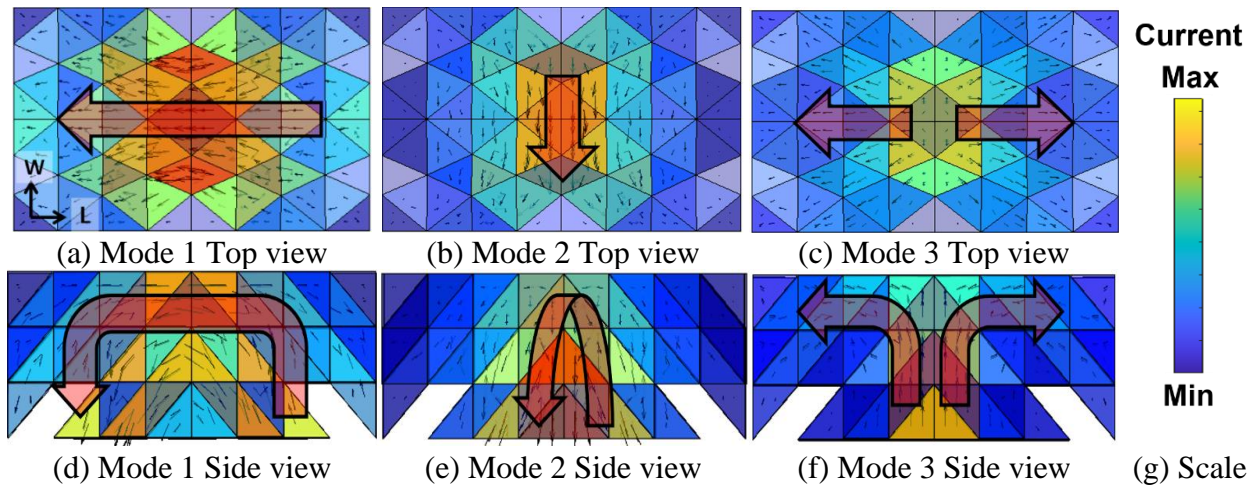 Current
Max
Min
W
L
(a) Mode 1 Top view
(b) Mode 2 Top view
(c) Mode 3 Top view
(d) Mode 1 Side view
(e) Mode 2 Side view
(f) Mode 3 Side view
(g) Scale